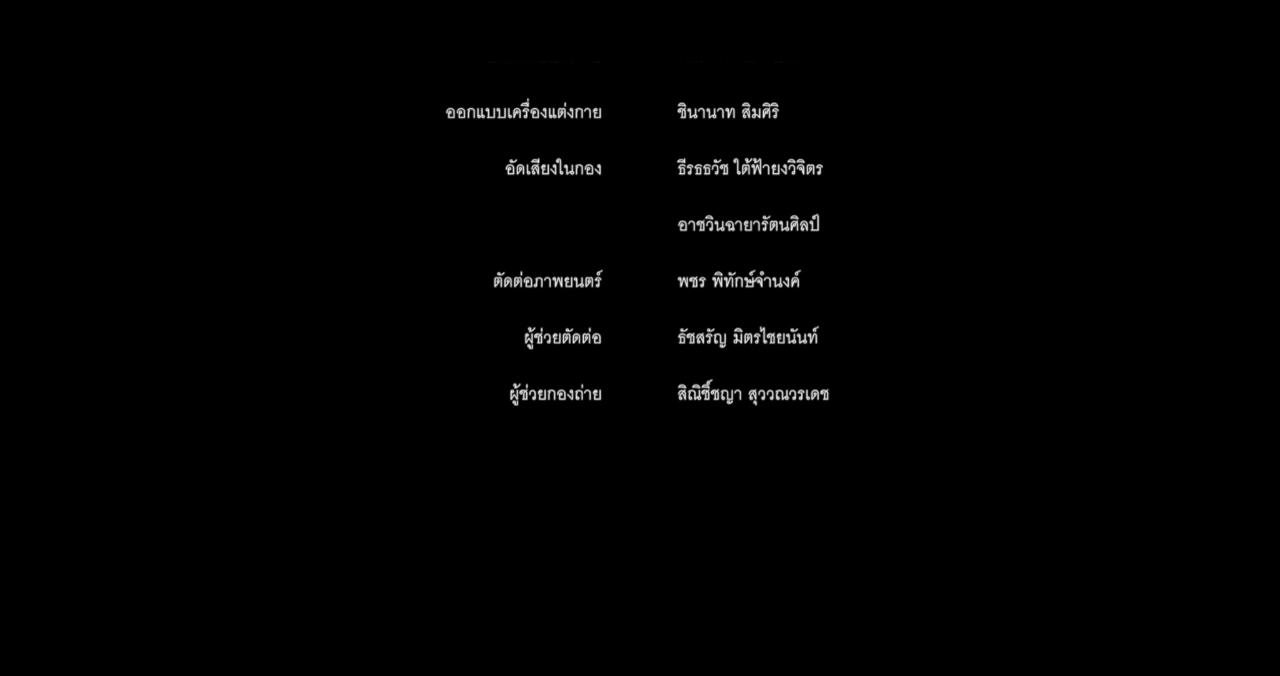 ออกแบบเครื่องแต่งกาย ชินานาท สิมศิริ
อัดเสียงในกอง ธีรธธวัช ใต้ฟ้ายงวิจิตร
อาชวินฉายารัตนศิลป์
ตัดต่อภาพยนตร์ พชร พิทักษ์จำนงค์
ผู้ช่วยตัดต่อ ธัชสรัญ มิตรไชยนันท์
ผู้ช่วยกองถ่าย สิณิชิ์ชญา สุววณวรเดช